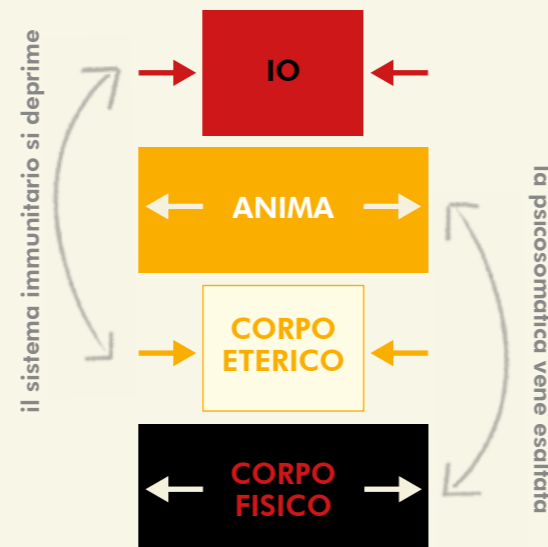 il sistema immunitario si deprime
IO
ANIMA
CORPO
ETERICO
CORPO
FISICO
la psicosomatica vene esaltata